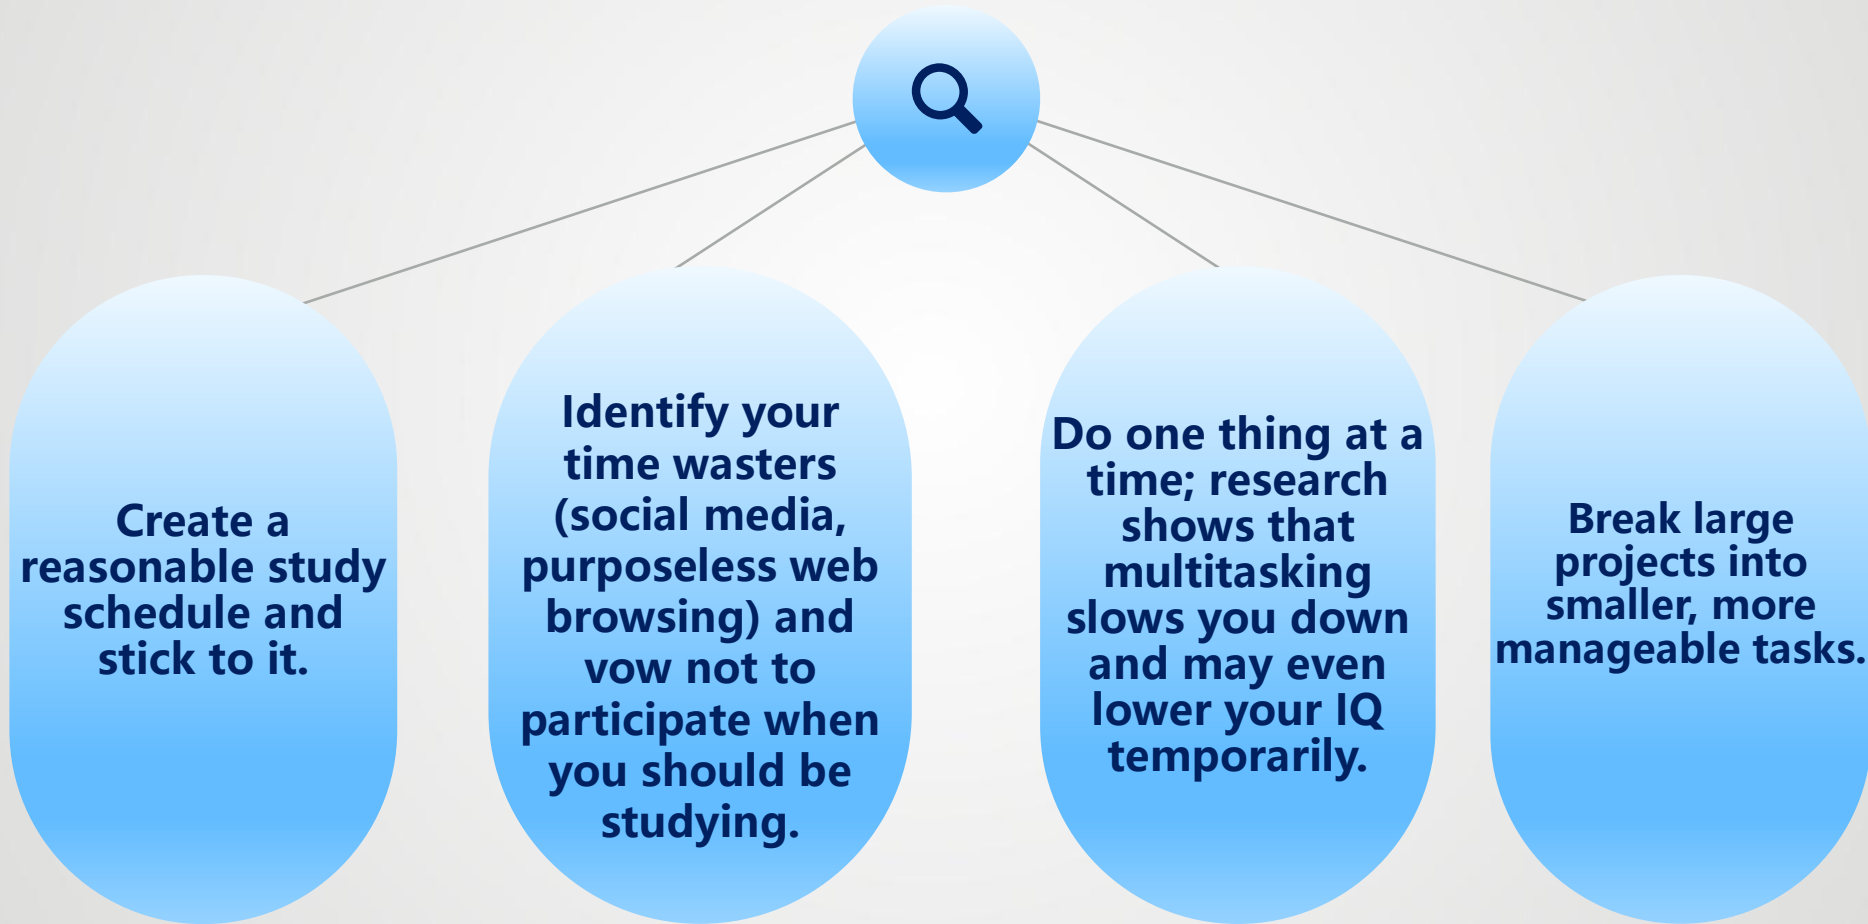 Create a
reasonable study
schedule and
stick to it.
Identify your
time wasters
(social media,
purposeless web
browsing) and
vow not to
participate when
you should be
studying.
Do one thing at a
time; research
shows that
multitasking
slows you down
and may even
lower your IQ
temporarily.
Break large
projects into
smaller, more
manageable tasks.